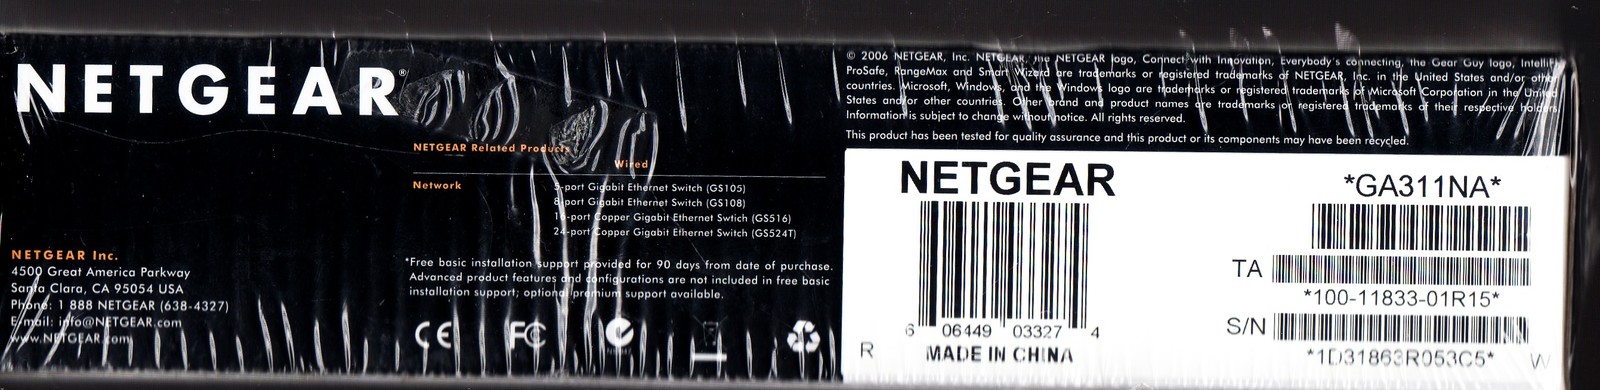 NETGEAR®
NETGEAR Related Products
Wired
Network
5-port Gigabit Ethernet Switch (GS105)
8-port Gigabit Ethernet Switch (GS108)
16-port Copper Gigabit Ethernet Swtich (GS516)
24-port Copper Gigabit Ethernet Switch (GS524T)
NETGEAR Inc.
4500 Great America Parkway
Santa Clara, CA 95054 USA
Phone: 1 888 NETGEAR (638-4327)
E-mail: info@NETGEAR.com
www.NETGEAR.com
*Free basic installation support provided for 90 days from date of purchase.
Advanced product features and configurations are not included in free basic
installation support; optional premium support available.
CE FC
© 2006 NETGEAR, Inc. NETGEAR, the NETGEAR logo, Connect with Innovation, Everybody's connecting, the Gear Guy logo,
ProSafe, RangeMax and Smart Wizard are trademarks or registered trademarks of NETGEAR, Inc. in the United States and/or other
countries. Microsoft, Windows, and the Windows logo are trademarks or registered trademarks of Microsoft Corporation in the United
States and/or other countries. Other brand and product names are trademarks or registered trademarks of their respective holders.
Information is subject to change without notice. All rights reserved.
This product has been tested for quality assurance and this product or its components may have been recycled.
NETGEAR
6 06449 03327 4
R MADE IN CHINA
*GA311NA*
TA
*100-11833-01R15*
S/N
*1D31863R053C5* W